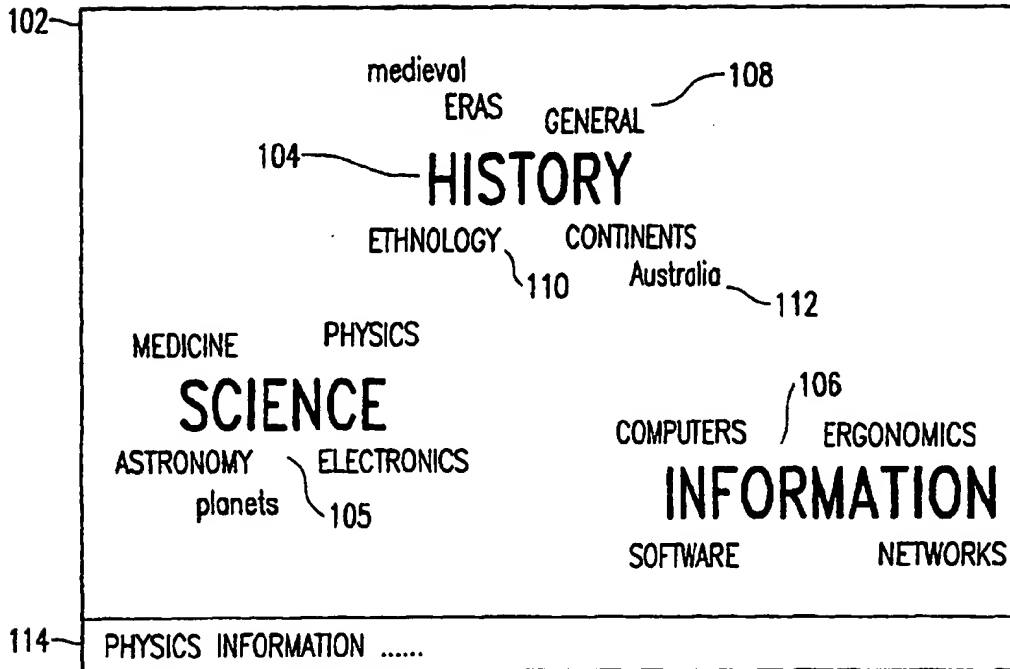 102
medieval
ERAS GENERAL 108
104 HISTORY
ETHNOLOGY CONTINENTS
Australia
110 112
MEDICINE PHYSICS
SCIENCE 106
COMPUTERS ERGONOMICS
ASTRONOMY ELECTRONICS
planets 105 INFORMATION
SOFTWARE NETWORKS
114 PHYSICS INFORMATION ......